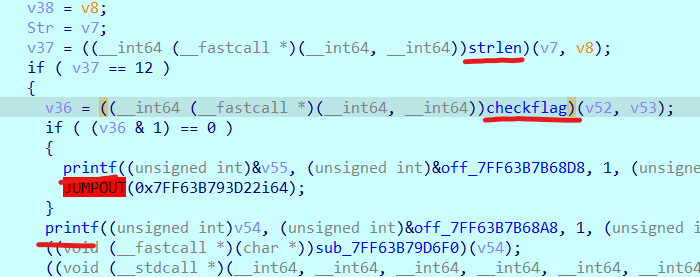 v38 = v8;
Str = v7;
v37 = ((__int64 (__fastcall *)(__int64, __int64))strlen)(v7, v8);
if ( v37 == 12 )
{
v36 = ((__int64 (__fastcall *)(__int64, __int64))checkflag)(v52, v53);
if ( (v36 & 1) == 0 )
{
printf((unsigned int)&v55, (unsigned int)&off_7FF63B7B68D8, 1, (unsig
JUMPOUT(0x7FF63B793D22i64);
}
printf((unsigned int)v54, (unsigned int)&off_7FF63B7B68A8, 1, (unsig
((void (__fastcall *)(char *))sub_7FF63B79D6F0)(v54);
((void (__stdcall *)(__int64, __int64, __int64, __int64, __int64, __